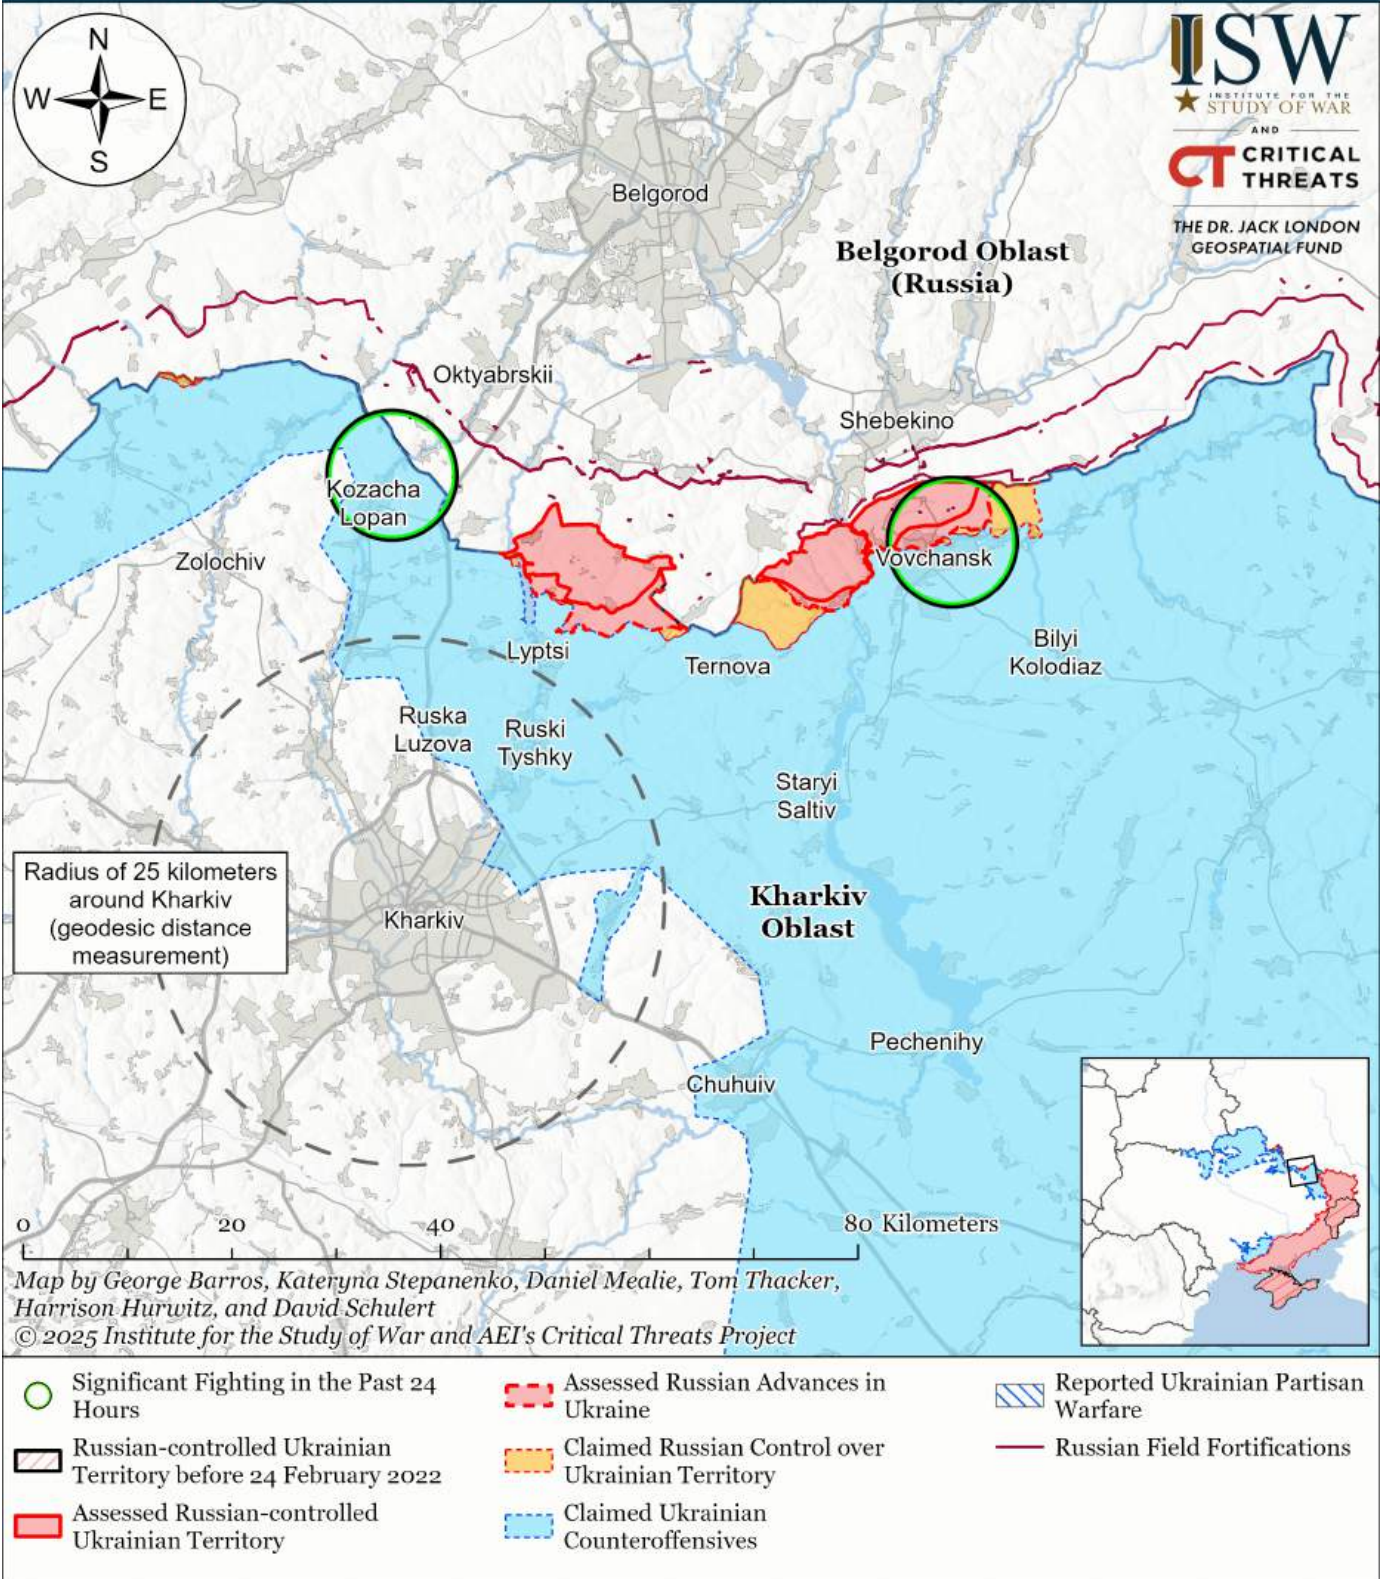 N
W
E
S
ISW
INSTITUTE FOR THE
STUDY OF WAR
AND
CT CRITICAL
THREATS
THE DR. JACK LONDON
GEOSPATIAL FUND
Belgorod
Belgorod Oblast
(Russia)
Oktyabrskii
Shebekino
Kozacha
Lopan
Zolochiv
Vovchansk
Lyptsi
Ternova
Bilyi
Kolodiaz
Ruska
Luzova
Ruski
Tyshky
Staryi
Saltiv
Radius of 25 kilometers
around Kharkiv
(geodesic distance
measurement)
Kharkiv
Kharkiv
Oblast
Pechenihy
Chuhuiv
0 20 40 80 Kilometers
Map by George Barros, Kateryna Stepanenko, Daniel Mealie, Tom Thacker,
Harrison Hurwitz, and David Schulert
© 2025 Institute for the Study of War and AEI's Critical Threats Project
Significant Fighting in the Past 24
Hours
Russian-controlled Ukrainian
Territory before 24 February 2022
Assessed Russian-controlled
Ukrainian Territory
Assessed Russian Advances in
Ukraine
Claimed Russian Control over
Ukrainian Territory
Claimed Ukrainian
Counteroffensives
Reported Ukrainian Partisan
Warfare
Russian Field Fortifications